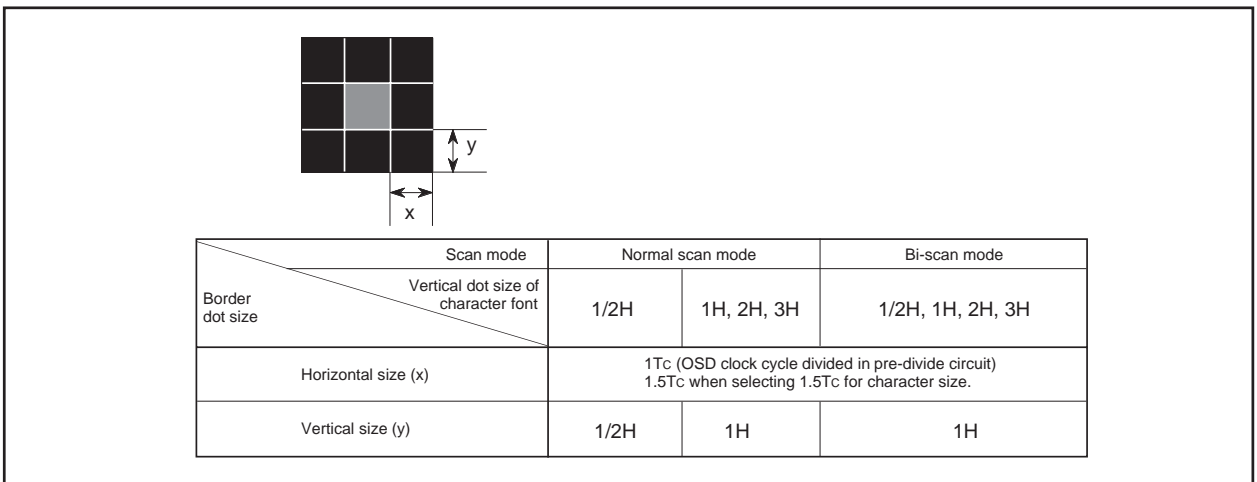 y
x
Scan mode
Normal scan mode
Bi-scan mode
Vertical dot size of
character font
Border
dot size
1/2H
1H, 2H, 3H
1/2H, 1H, 2H, 3H
Horizontal size (x)
1TC (OSD clock cycle divided in pre-divide circuit)
1.5TC when selecting 1.5TC for character size.
Vertical size (y)
1/2H
1H
1H